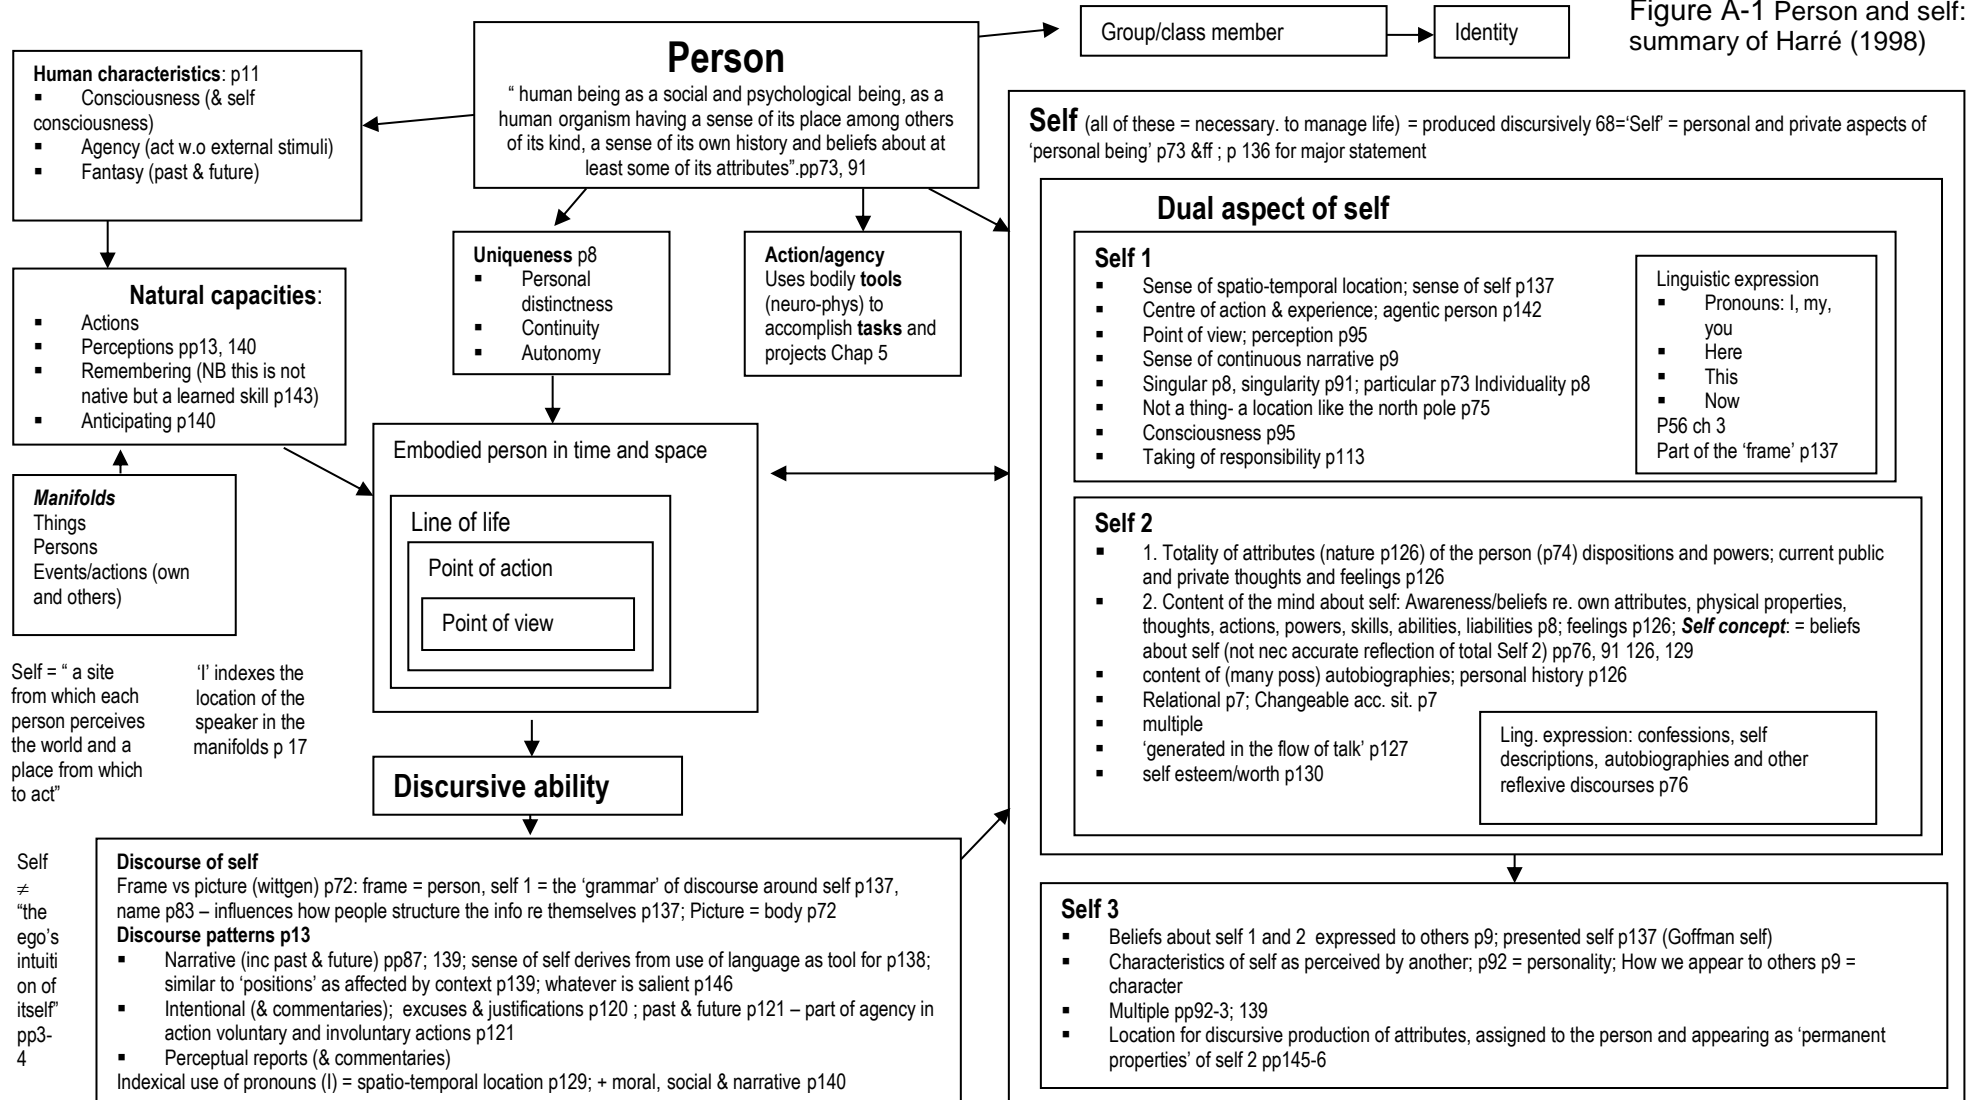 Figure A-1 Person and self:
summary of Harré (1998)
Person
“ human being as a social and psychological being, as a
human organism having a sense of its place among others
of its kind, a sense of its own history and beliefs about at
least some of its attributes”.pp73, 91
Group/class member
Identity
Human characteristics: p11
▪ Consciousness (& self
consciousness)
▪ Agency (act w.o external stimuli)
▪ Fantasy (past & future)
Natural capacities:
▪ Actions
▪ Perceptions pp13, 140
▪ Remembering (NB this is not
native but a learned skill p143)
▪ Anticipating p140
Manifolds
Things
Persons
Events/actions (own
and others)
Self = “ a site
from which each
person perceives
the world and a
place from which
to act”
‘I’ indexes the
location of the
speaker in the
manifolds p 17
Self
≠
“the
ego’s
intuiti
on of
itself”
pp3-
4
Uniqueness p8
▪ Personal
distinctness
▪ Continuity
▪ Autonomy
Action/agency
Uses bodily tools
(neuro-phys) to
accomplish tasks and
projects Chap 5
Embodied person in time and space
Line of life
Point of action
Point of view
Discursive ability
Discourse of self
Frame vs picture (wittgen) p72: frame = person, self 1 = the ‘grammar’ of discourse around self p137,
name p83 – influences how people structure the info re themselves p137; Picture = body p72
Discourse patterns p13
▪ Narrative (inc past & future) pp87; 139; sense of self derives from use of language as tool for p138;
similar to ‘positions’ as affected by context p139; whatever is salient p146
▪ Intentional (& commentaries); excuses & justifications p120 ; past & future p121 – part of agency in
action voluntary and involuntary actions p121
▪ Perceptual reports (& commentaries)
Indexical use of pronouns (I) = spatio-temporal location p129; + moral, social & narrative p140
Self (all of these = necessary. to manage life) = produced discursively 68=‘Self’ = personal and private aspects of
‘personal being’ p73 &ff ; p 136 for major statement
Dual aspect of self
Self 1
▪ Sense of spatio-temporal location; sense of self p137
▪ Centre of action & experience; agentic person p142
▪ Point of view; perception p95
▪ Sense of continuous narrative p9
▪ Singular p8, singularity p91; particular p73 Individuality p8
▪ Not a thing- a location like the north pole p75
▪ Consciousness p95
▪ Taking of responsibility p113
Linguistic expression
▪ Pronouns: I, my,
you
▪ Here
▪ This
▪ Now
P56 ch 3
Part of the ‘frame’ p137
Self 2
▪ 1. Totality of attributes (nature p126) of the person (p74) dispositions and powers; current public
and private thoughts and feelings p126
▪ 2. Content of the mind about self: Awareness/beliefs re. own attributes, physical properties,
thoughts, actions, powers, skills, abilities, liabilities p8; feelings p126; Self concept: = beliefs
about self (not nec accurate reflection of total Self 2) pp76, 91 126, 129
▪ content of (many poss) autobiographies; personal history p126
▪ Relational p7; Changeable acc. sit. p7
▪ multiple
▪ ‘generated in the flow of talk’ p127
▪ self esteem/worth p130
Ling. expression: confessions, self
descriptions, autobiographies and other
reflexive discourses p76
Self 3
▪ Beliefs about self 1 and 2 expressed to others p9; presented self p137 (Goffman self)
▪ Characteristics of self as perceived by another; p92 = personality; How we appear to others p9 =
character
▪ Multiple pp92-3; 139
▪ Location for discursive production of attributes, assigned to the person and appearing as ‘permanent
properties’ of self 2 pp145-6